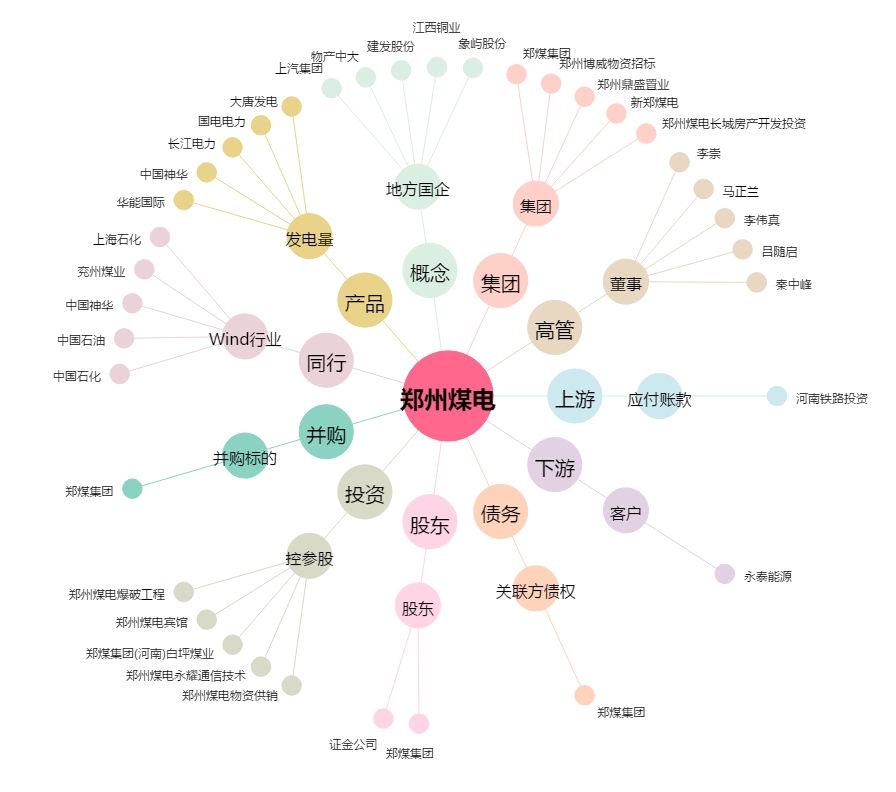 江西铜业
建发股份
象屿股份
物产中大
上汽集团
郑煤集团
郑州博威物资招标
郑州鼎盛置业
新郑煤电
郑州煤电长城房产开发投资
大唐发电
国电电力
长江电力
中国神华
华能国际
地方国企
集团
李崇
马正兰
李伟真
吕随启
秦中峰
发电量
概念
集团
董事
上海石化
兖州煤业
中国神华
中国石油
中国石化
产品
高管
Wind行业
同行
郑州煤电
上游
应付账款
河南铁路投资
并购
并购标的
郑煤集团
下游
投资
股东
债务
客户
控参股
永泰能源
关联方债权
股东
郑州煤电爆破工程
郑州煤电宾馆
郑煤集团(河南)白坪煤业
郑州煤电永耀通信技术
郑州煤电物资供销
郑煤集团
证金公司
郑煤集团